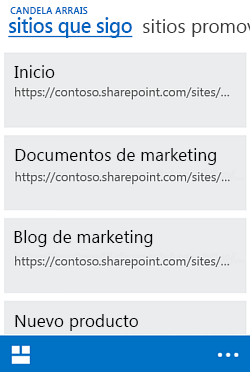 CANDELA ARRAIS
sitios que sigo sitios promov
Inicio
https://contoso.sharepoint.com/sites/...
Documentos de marketing
https://contoso.sharepoint.com/sites/...
Blog de marketing
https://contoso.sharepoint.com/sites/...
Nuevo producto